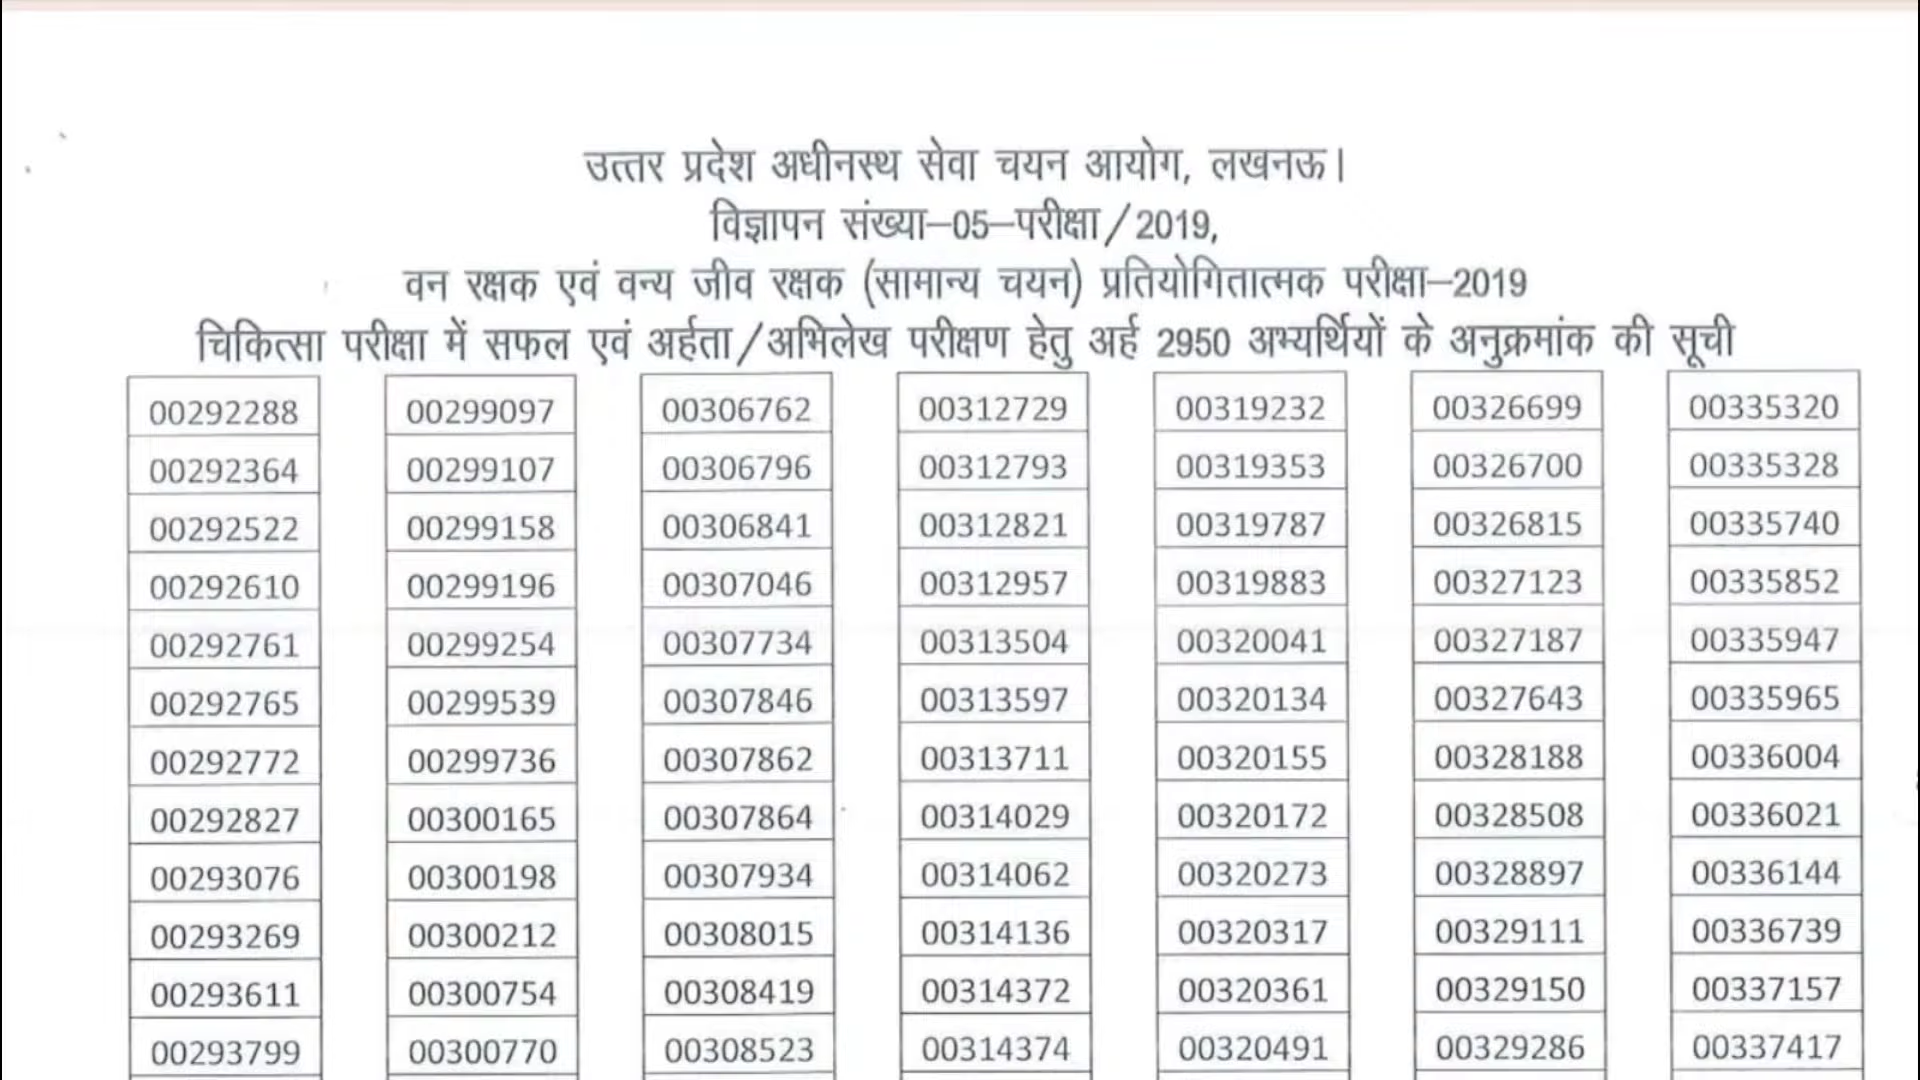 उत्तर प्रदेश अधीनस्थ सेवा चयन आयोग, लखनऊ।
विज्ञापन संख्या–05–परीक्षा/2019,
वन रक्षक एवं वन्य जीव रक्षक (सामान्य चयन) प्रतियोगितात्मक परीक्षा–2019
चिकित्सा परीक्षा में सफल एवं अर्हता/अभिलेख परीक्षण हेतु अर्ह 2950 अभ्यर्थियों के अनुक्रमांक की सूची
00292288 00299097 00306762 00312729 00319232 00326699 00335320
00292364 00299107 00306796 00312793 00319353 00326700 00335328
00292522 00299158 00306841 00312821 00319787 00326815 00335740
00292610 00299196 00307046 00312957 00319883 00327123 00335852
00292761 00299254 00307734 00313504 00320041 00327187 00335947
00292765 00299539 00307846 00313597 00320134 00327643 00335965
00292772 00299736 00307862 00313711 00320155 00328188 00336004
00292827 00300165 00307864 00314029 00320172 00328508 00336021
00293076 00300198 00307934 00314062 00320273 00328897 00336144
00293269 00300212 00308015 00314136 00320317 00329111 00336739
00293611 00300754 00308419 00314372 00320361 00329150 00337157
00293799 00300770 00308523 00314374 00320491 00329286 00337417